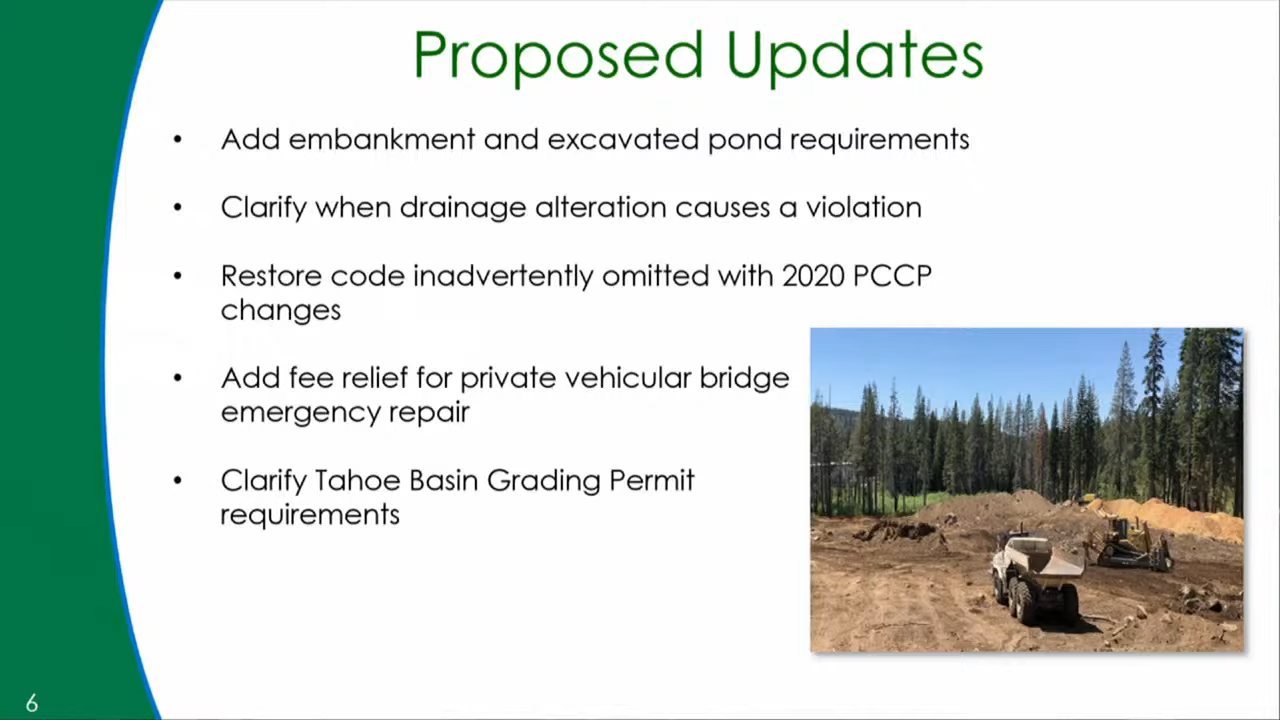 Proposed Updates
• Add embankment and excavated pond requirements
• Clarify when drainage alteration causes a violation
• Restore code inadvertently omitted with 2020 PCCP
changes
• Add fee relief for private vehicular bridge
emergency repair
• Clarify Tahoe Basin Grading Permit
requirements
6